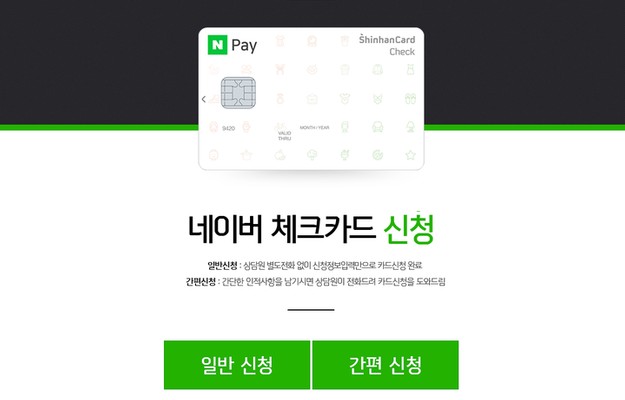 N Pay
ShinhanCard
Check
9420
VALID
THRU
MONTH/YEAR
네이버 체크카드 신청
일반신청 : 상담원 별도전화 없이 신청정보입력만으로 카드신청 완료
간편신청 : 간단한 인적사항을 남기시면 상담원이 전화드려 카드신청을 도와드림
일반 신청
간편 신청